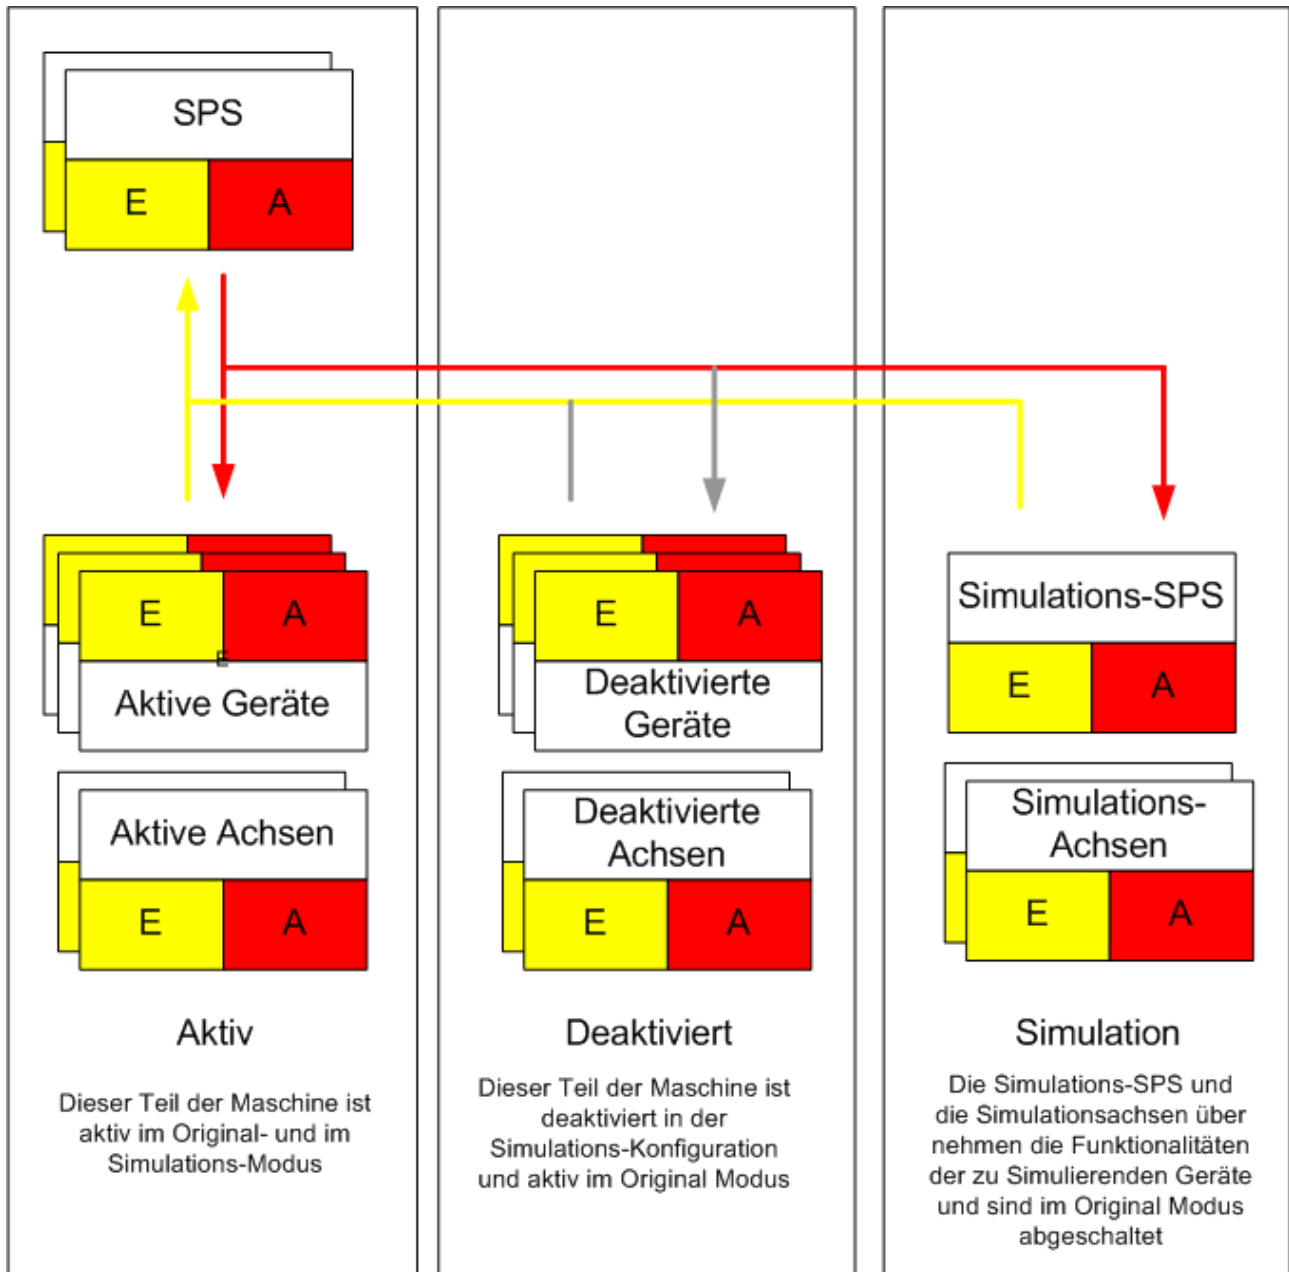 SPS
E A
E A
E
Aktive Geräte
Aktive Achsen
E A
Aktiv
Dieser Teil der Maschine ist
aktiv im Original- und im
Simulations-Modus
E A
Deaktivierte
Geräte
Deaktivierte
Achsen
E A
Deaktiviert
Dieser Teil der Maschine ist
deaktiviert in der
Simulations-Konfiguration
und aktiv im Original Modus
Simulations-SPS
E A
Simulations-
Achsen
E A
Simulation
Die Simulations-SPS und
die Simulationsachsen über
nehmen die Funktionalitäten
der zu Simulierenden Geräte
und sind im Original Modus
abgeschaltet